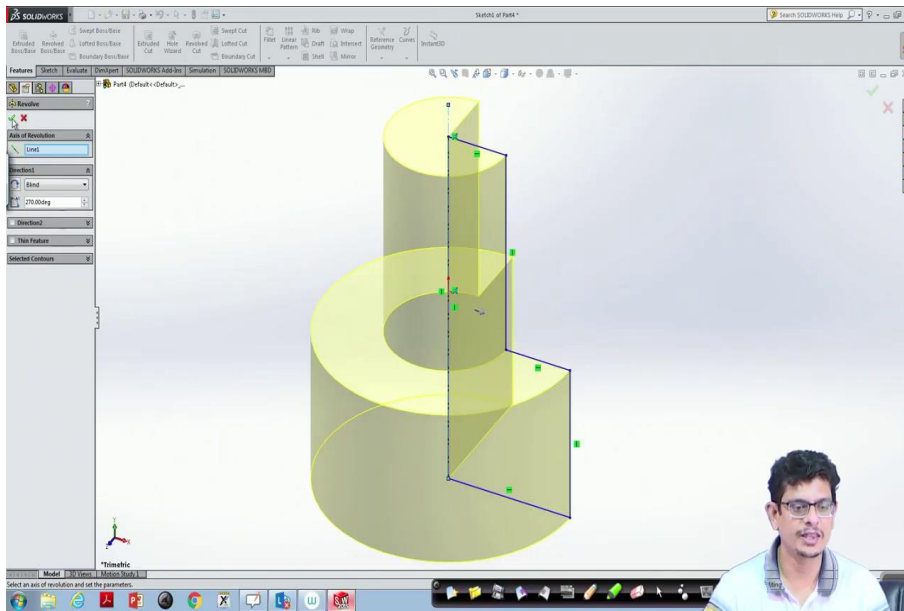 SOLIDWORKS
Sketch1 of Part4 *
Search SOLIDWORKS Help
Extruded Boss/Base
Revolved Boss/Base
Swept Boss/Base
Lofted Boss/Base
Boundary Boss/Base
Extruded Cut
Hole Wizard
Revolved Cut
Swept Cut
Lofted Cut
Boundary Cut
Fillet
Linear Pattern
Rib
Draft
Shell
Wrap
Intersect
Mirror
Reference Geometry
Curves
Instant3D
Features
Sketch
Evaluate
DimXpert
SOLIDWORKS Add-Ins
Simulation
SOLIDWORKS MBD
Part4 (Default<<Default>_...
Revolve
Axis of Revolution
Line1
Direction1
Blind
270.00deg
Direction2
Thin Feature
Selected Contours
Y
X
Z
*Trimetric
Model
3D Views
Motion Study 1
Select an axis of revolution and set the parameters.